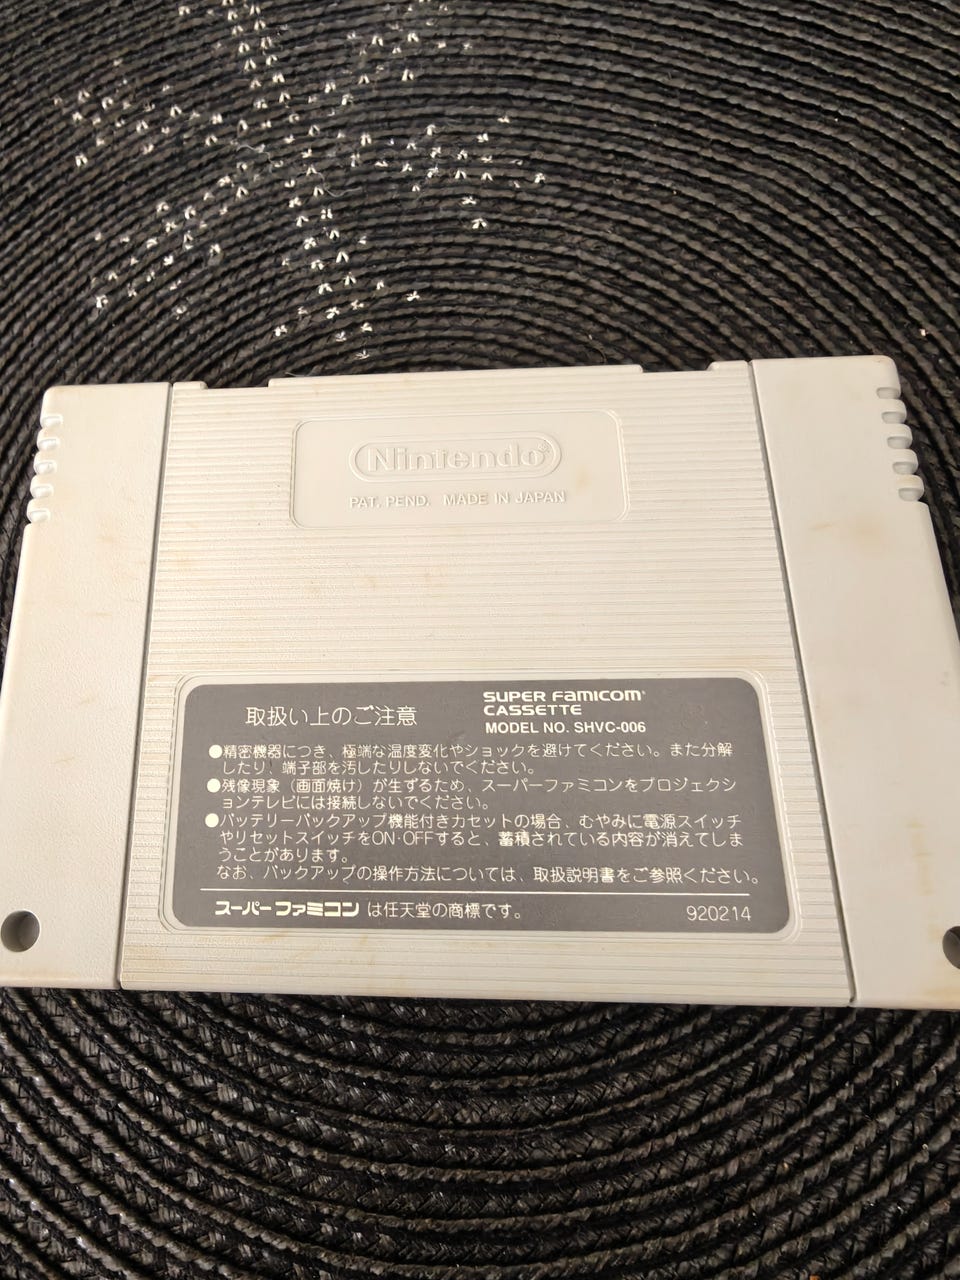 Nintendo®
PAT. PEND. MADE IN JAPAN
取扱い上のご注意
SUPER FAMICOM
CASSETTE
MODEL NO. SHVC-006
●精密機器につき、極端な温度変化やショックを避けてください。また分解
したり、端子部を汚したりしないでください。
●残像現象（画面焼け）が生ずるため、スーパーファミコンをプロジェクシ
ョンテレビには接続しないでください。
●バッテリーバックアップ機能付きカセットの場合、むやみに電源スイッチ
やリセットスイッチをON・OFFすると、蓄積されている内容が消えてしま
うことがあります。
なお、バックアップの操作方法については、取扱説明書をご参照ください。
スーパーファミコン は任天堂の商標です。
920214